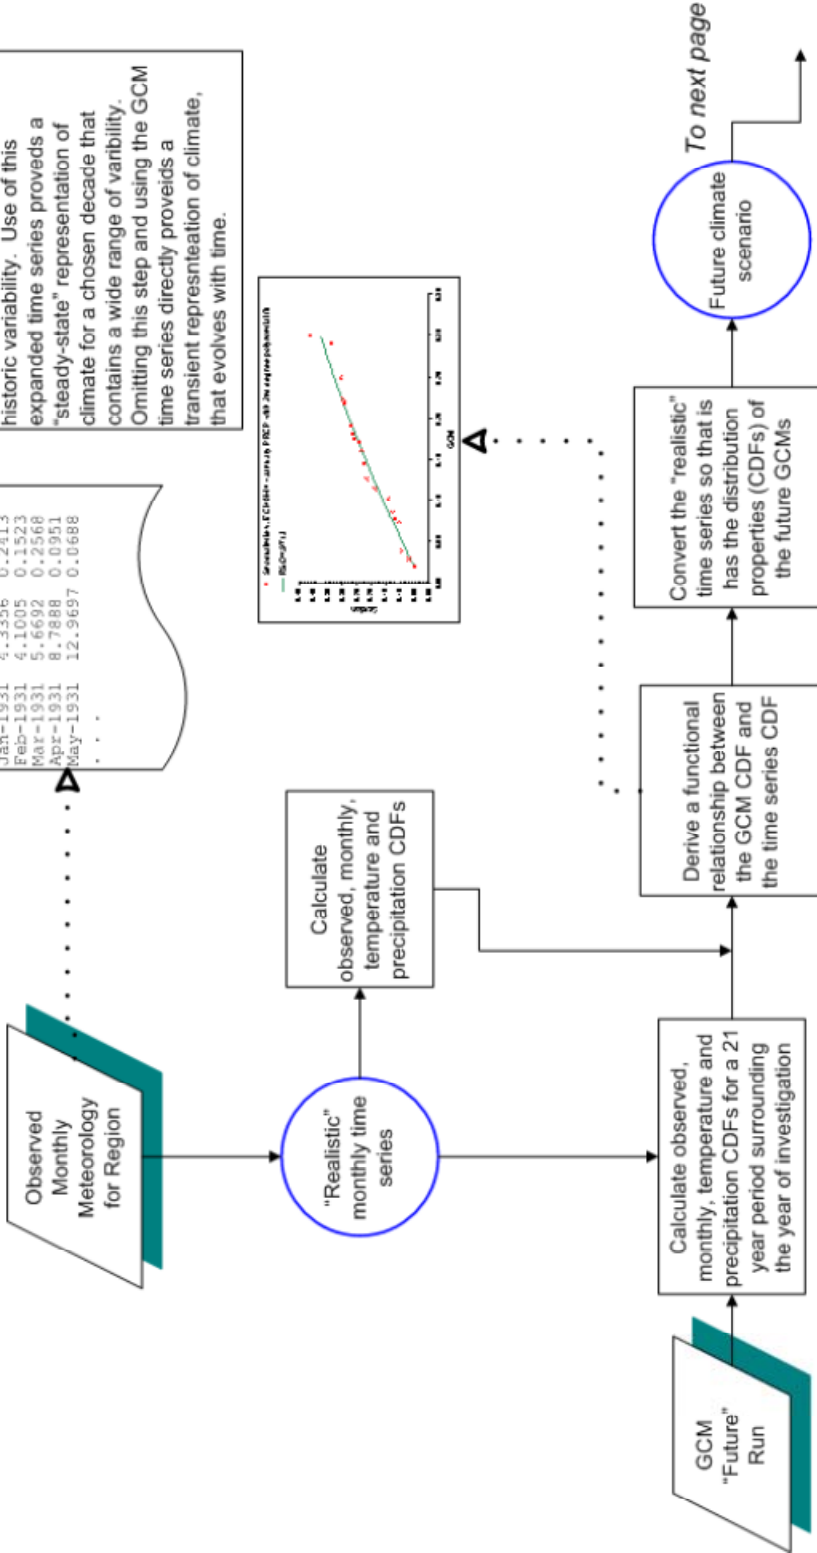 historic variability. Use of this
expanded time series proveds a
"steady-state" representation of
climate for a chosen decade that
contains a wide range of varibility.
Omitting this step and using the GCM
time series directly proveids a
transient represnteation of climate,
that evolves with time.
Jan-1931 4.3356 0.2413
Feb-1931 4.1005 0.1523
Mar-1931 5.6692 0.2568
Apr-1931 8.7888 0.0951
May-1931 12.9697 0.0688
. . .
Observed
Monthly
Meteorology
for Region
GCM
"Realistic"
monthly time
series
Calculate
observed, monthly,
temperature and
precipitation CDFs
GCM
"Future"
Run
Calculate observed,
monthly, temperature and
precipitation CDFs for a 21
year period surrounding
the year of investigation
Derive a functional
relationship between
the GCM CDF and
the time series CDF
Convert the "realistic"
time series so that is
has the distribution
properties (CDFs) of
the future GCMs
Future climate
scenario
To next page